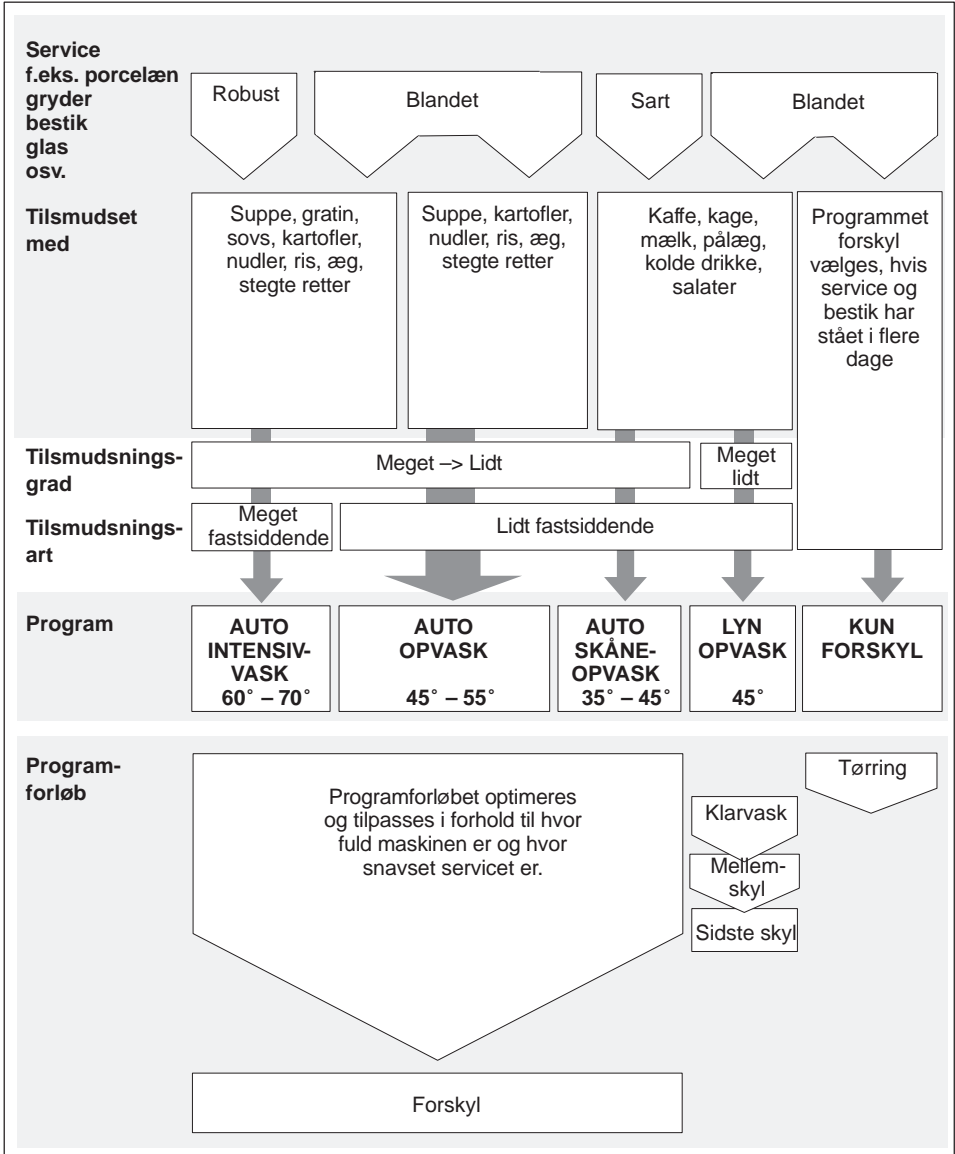 Service
f.eks. porcelæn
gryder
bestik
glas
osv.
Robust
Blandet
Sart
Blandet
Tilsmudset
med
Suppe, gratin,
sovs, kartofler,
nudler, ris, æg,
stegte retter
Suppe, kartofler,
nudler, ris, æg,
stegte retter
Kaffe, kage,
mælk, pålæg,
kolde drikke,
salater
Programmet
forskyl
vælges, hvis
service og
bestik har
stået i flere
dage
Tilsmudsnings-
grad
Meget –> Lidt
Meget
lidt
Tilsmudsnings-
art
Meget
fastsiddende
Lidt fastsiddende
Program
AUTO
INTENSIV-
VASK
60° – 70°
AUTO
OPVASK
45° – 55°
AUTO
SKÅNE-
OPVASK
35° – 45°
LYN
OPVASK
45°
KUN
FORSKYL
Program-
forløb
Programforløbet optimeres
og tilpasses i forhold til hvor
fuld maskinen er og hvor
snavset servicet er.
Klarvask
Mellem-
skyl
Sidste skyl
Tørring
Forskyl